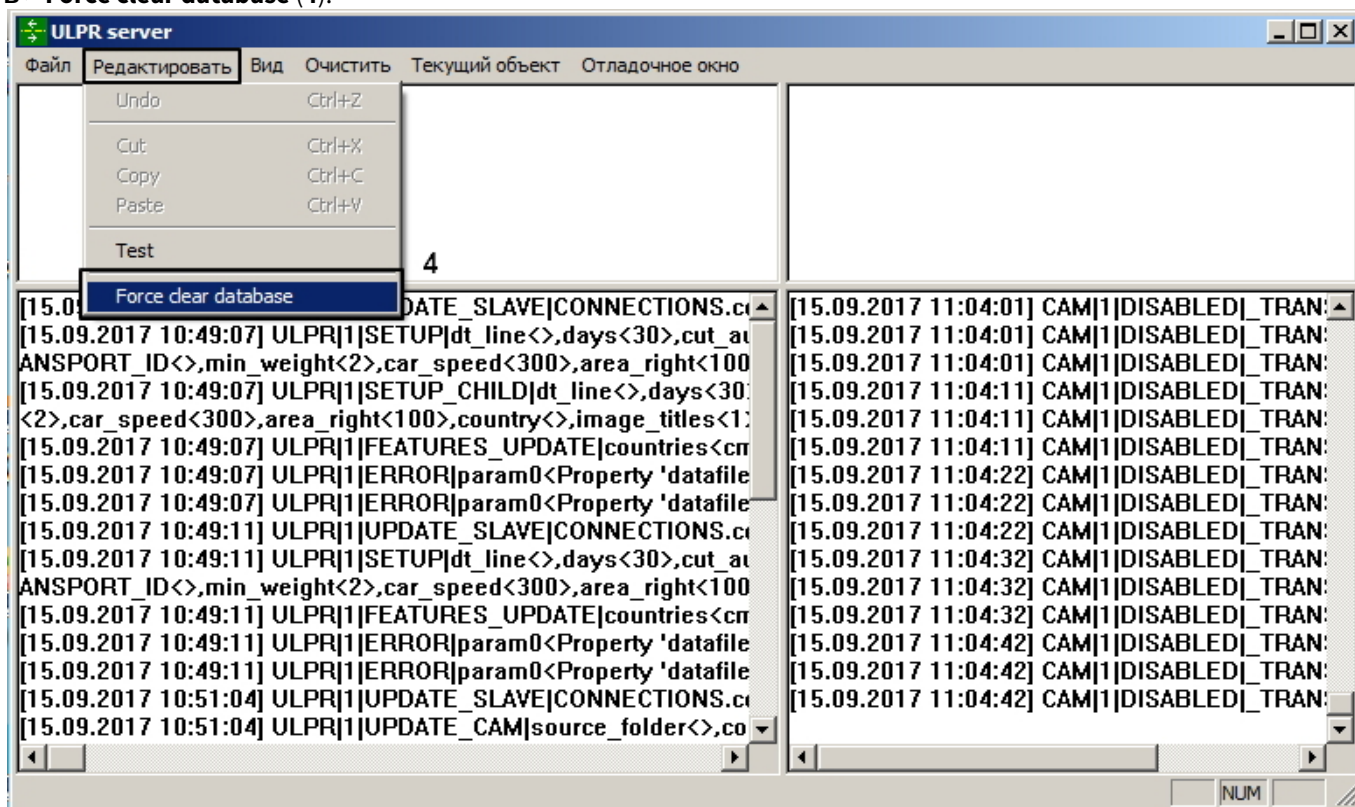 Force clear database (4).
ULPR server
Файл Редактировать Вид Очистить Текущий объект Отладочное окно
Undo Ctrl+Z
Cut Ctrl+X
Copy Ctrl+C
Paste Ctrl+V
Test
4
Force clear database
[15.0 DATE_SLAVE|CONNECTIONS.c
[15.09.2017 10:49:07] ULPR|1|SETUP|dt_line<>,days<30>,cut_a
ANSPORT_ID<>,min_weight<2>,car_speed<300>,area_right<100
[15.09.2017 10:49:07] ULPR|1|SETUP_CHILD|dt_line<>,days<30
<2>,car_speed<300>,area_right<100>,country<>,image_titles<1
[15.09.2017 10:49:07] ULPR|1|FEATURES_UPDATE|countries<cm
[15.09.2017 10:49:07] ULPR|1|ERROR|param0<Property 'datafile
[15.09.2017 10:49:07] ULPR|1|ERROR|param0<Property 'datafile
[15.09.2017 10:49:11] ULPR|1|UPDATE_SLAVE|CONNECTIONS.c
[15.09.2017 10:49:11] ULPR|1|SETUP|dt_line<>,days<30>,cut_a
ANSPORT_ID<>,min_weight<2>,car_speed<300>,area_right<100
[15.09.2017 10:49:11] ULPR|1|FEATURES_UPDATE|countries<cm
[15.09.2017 10:49:11] ULPR|1|ERROR|param0<Property 'datafile
[15.09.2017 10:49:11] ULPR|1|ERROR|param0<Property 'datafile
[15.09.2017 10:51:04] ULPR|1|UPDATE_SLAVE|CONNECTIONS.c
[15.09.2017 10:51:04] ULPR|1|UPDATE_CAM|source_folder<>,co
[15.09.2017 11:04:01] CAM|1|DISABLED|_TRAN
[15.09.2017 11:04:01] CAM|1|DISABLED|_TRAN
[15.09.2017 11:04:01] CAM|1|DISABLED|_TRAN
[15.09.2017 11:04:11] CAM|1|DISABLED|_TRAN
[15.09.2017 11:04:11] CAM|1|DISABLED|_TRAN
[15.09.2017 11:04:11] CAM|1|DISABLED|_TRAN
[15.09.2017 11:04:22] CAM|1|DISABLED|_TRAN
[15.09.2017 11:04:22] CAM|1|DISABLED|_TRAN
[15.09.2017 11:04:22] CAM|1|DISABLED|_TRAN
[15.09.2017 11:04:32] CAM|1|DISABLED|_TRAN
[15.09.2017 11:04:32] CAM|1|DISABLED|_TRAN
[15.09.2017 11:04:32] CAM|1|DISABLED|_TRAN
[15.09.2017 11:04:42] CAM|1|DISABLED|_TRAN
[15.09.2017 11:04:42] CAM|1|DISABLED|_TRAN
[15.09.2017 11:04:42] CAM|1|DISABLED|_TRAN
NUM